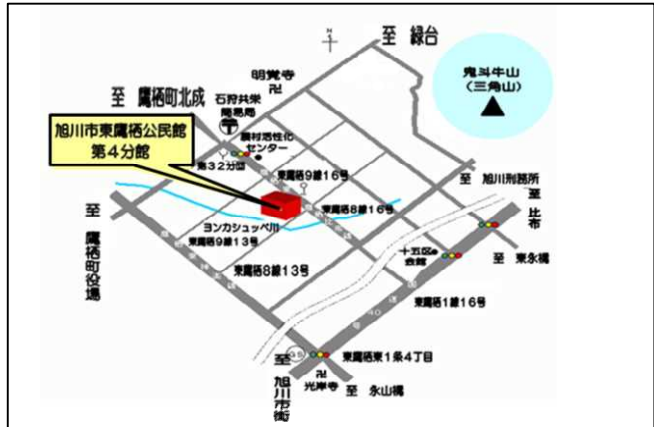 至 緑台
明覚寺
卍
鬼斗牛山
（三角山）
至 鷹栖町北成
石狩共栄
簡易局
〒
農村活性化
センター
旭川市東鷹栖公民館
第4分館
第32分団
東鷹栖9線16号
東鷹栖8線16号
至 旭川刑務所
至 比布
ヨンカシュッペ川
東鷹栖9線13号
東鷹栖8線13号
至 鷹栖町役場
十五区
会館
至 東永橋
東鷹栖1線16号
40
GS
東鷹栖東1条4丁目
卍
光岸寺
至 旭川市街
至 永山橋